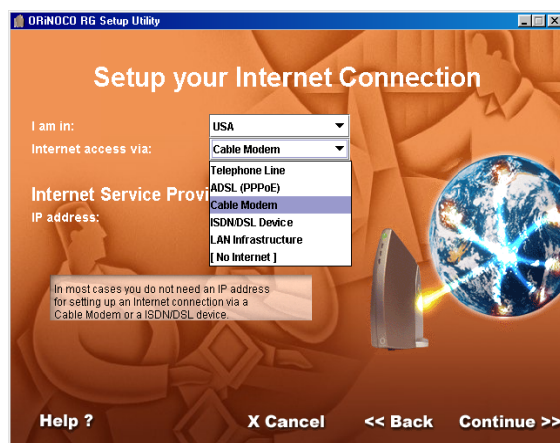 ORiNOCO RG Setup Utility
Setup your Internet Connection
I am in: USA
Internet access via: Cable Modem
Telephone Line
ADSL (PPPoE)
Cable Modem
ISDN/DSL Device
LAN Infrastructure
[ No Internet ]
Internet Service Provi
IP address:
In most cases you do not need an IP address
for setting up an Internet connection via a
Cable Modem or a ISDN/DSL device.
Help ? X Cancel << Back Continue >>